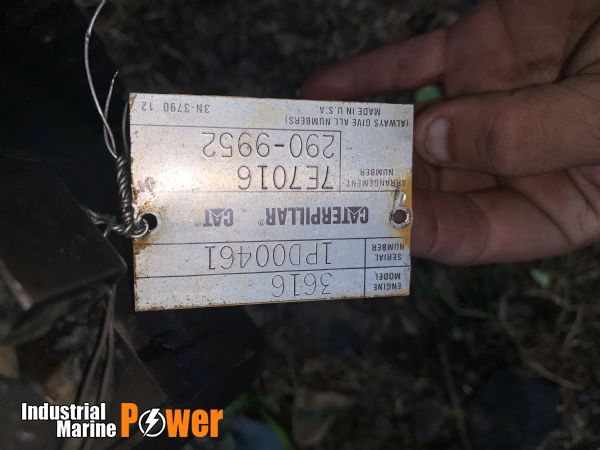 ENGINE MODEL 3616
SERIAL NUMBER 1PD00461
CATERPILLAR® CAT®
ARRANGEMENT NUMBER 7E7016
290-9952
(ALWAYS GIVE ALL NUMBERS)
MADE IN U.S.A. 3N-3790 12
Industrial Marine Power